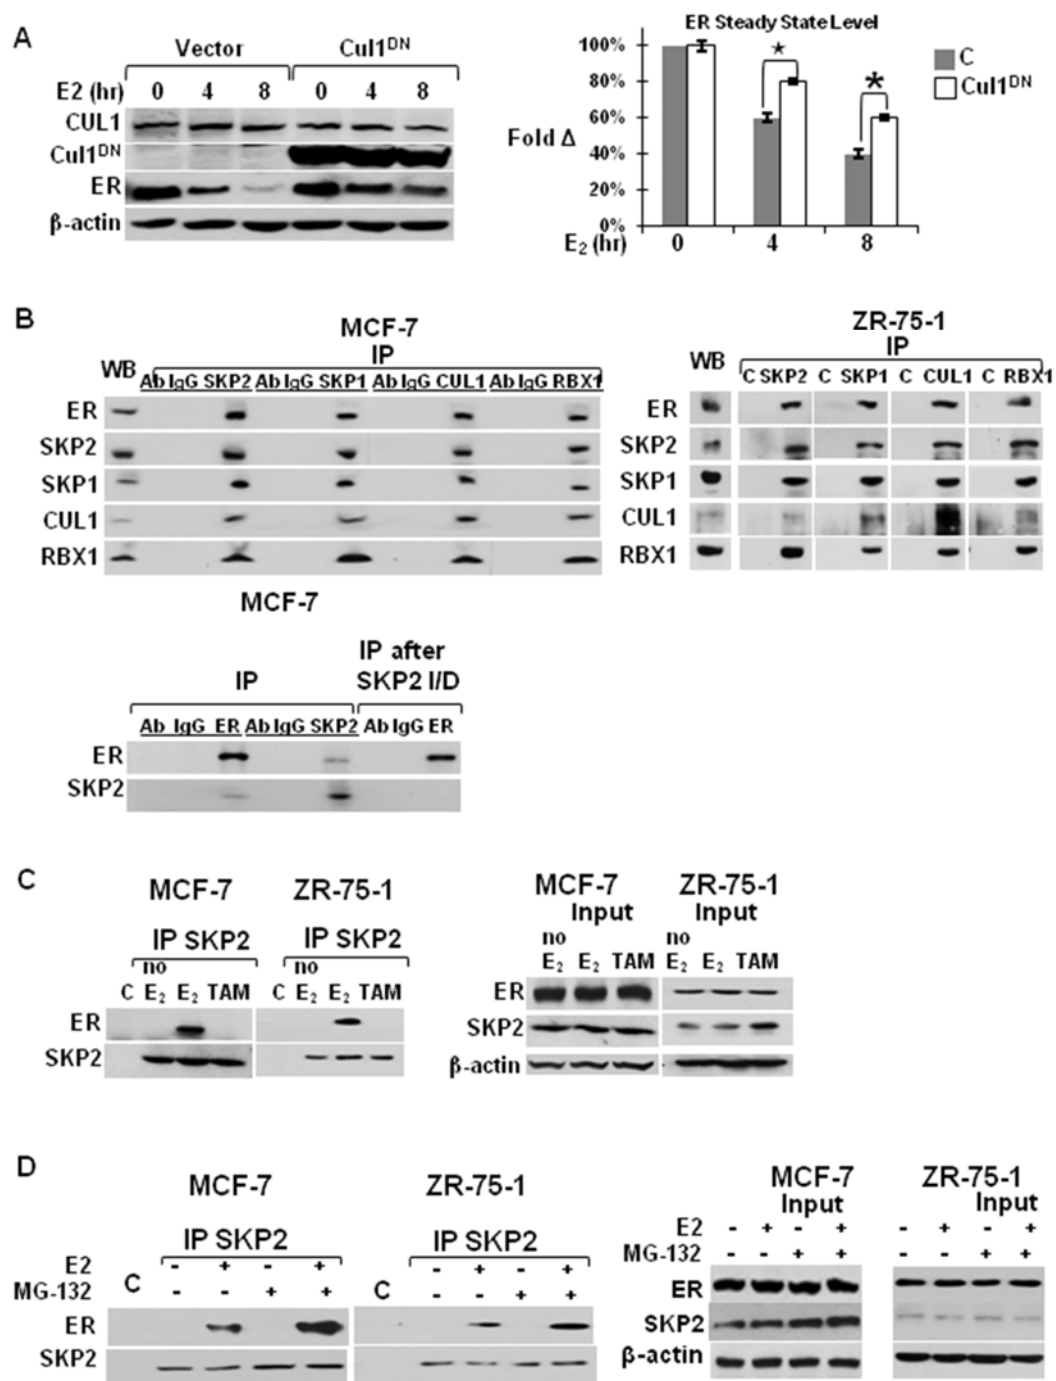 A
Vector Cul1DN
E2 (hr) 0 4 8 0 4 8
CUL1
Cul1DN
ER
β-actin
ER Steady State Level
100%
80%
60%
40%
20%
0%
Fold Δ
E2 (hr) 0 4 8
C
Cul1DN
B
MCF-7
IP
WB Ab IgG SKP2 Ab IgG SKP1 Ab IgG CUL1 Ab IgG RBX1
ER
SKP2
SKP1
CUL1
RBX1
ZR-75-1
IP
WB C SKP2 C SKP1 C CUL1 C RBX1
ER
SKP2
SKP1
CUL1
RBX1
MCF-7
IP
IP after
SKP2 I/D
Ab IgG ER Ab IgG SKP2 Ab IgG ER
ER
SKP2
C
MCF-7 ZR-75-1
IP SKP2 IP SKP2
no no
C E2 E2 TAM C E2 E2 TAM
ER
SKP2
MCF-7 ZR-75-1
Input Input
no no
E2 E2 TAM E2 E2 TAM
ER
SKP2
β-actin
D
MCF-7 ZR-75-1
IP SKP2 IP SKP2
E2 - + - + - + - +
MG-132 C - - + + C - - + +
ER
SKP2
MCF-7 ZR-75-1
Input Input
E2 - + - + - + - +
MG-132 - - + + - - + +
ER
SKP2
β-actin